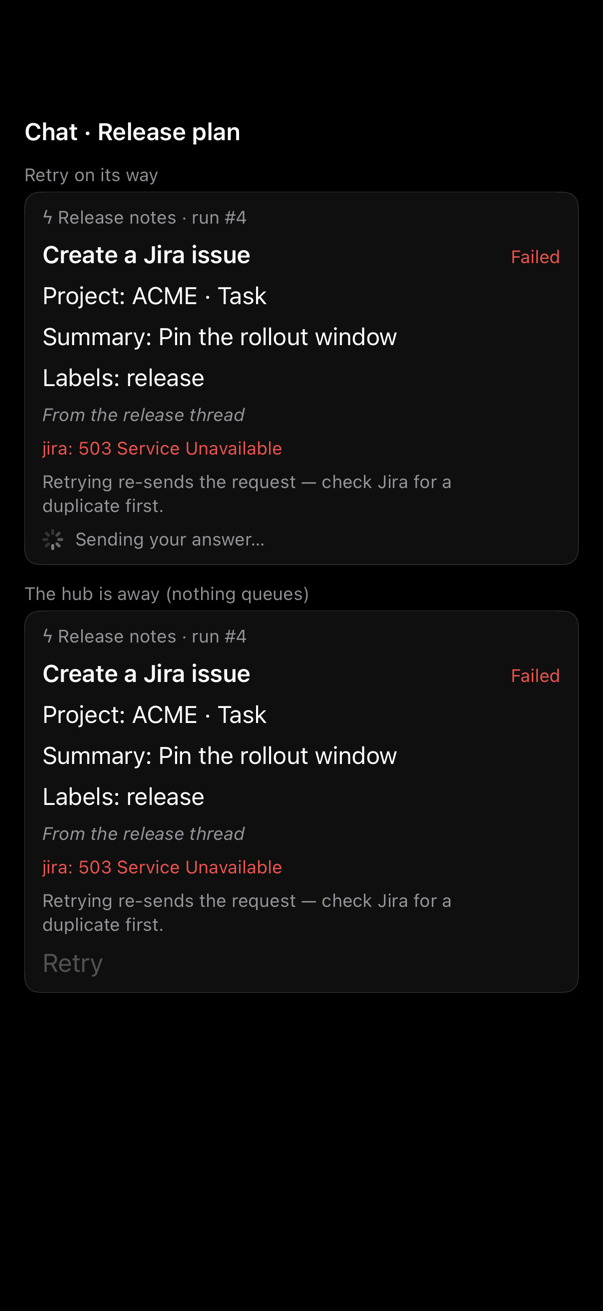 Chat · Release plan
Retry on its way
ϟ Release notes · run #4
Create a Jira issue
Failed
Project: ACME · Task
Summary: Pin the rollout window
Labels: release
From the release thread
jira: 503 Service Unavailable
Retrying re-sends the request — check Jira for a
duplicate first.
Sending your answer...
The hub is away (nothing queues)
ϟ Release notes · run #4
Create a Jira issue
Failed
Project: ACME · Task
Summary: Pin the rollout window
Labels: release
From the release thread
jira: 503 Service Unavailable
Retrying re-sends the request — check Jira for a
duplicate first.
Retry